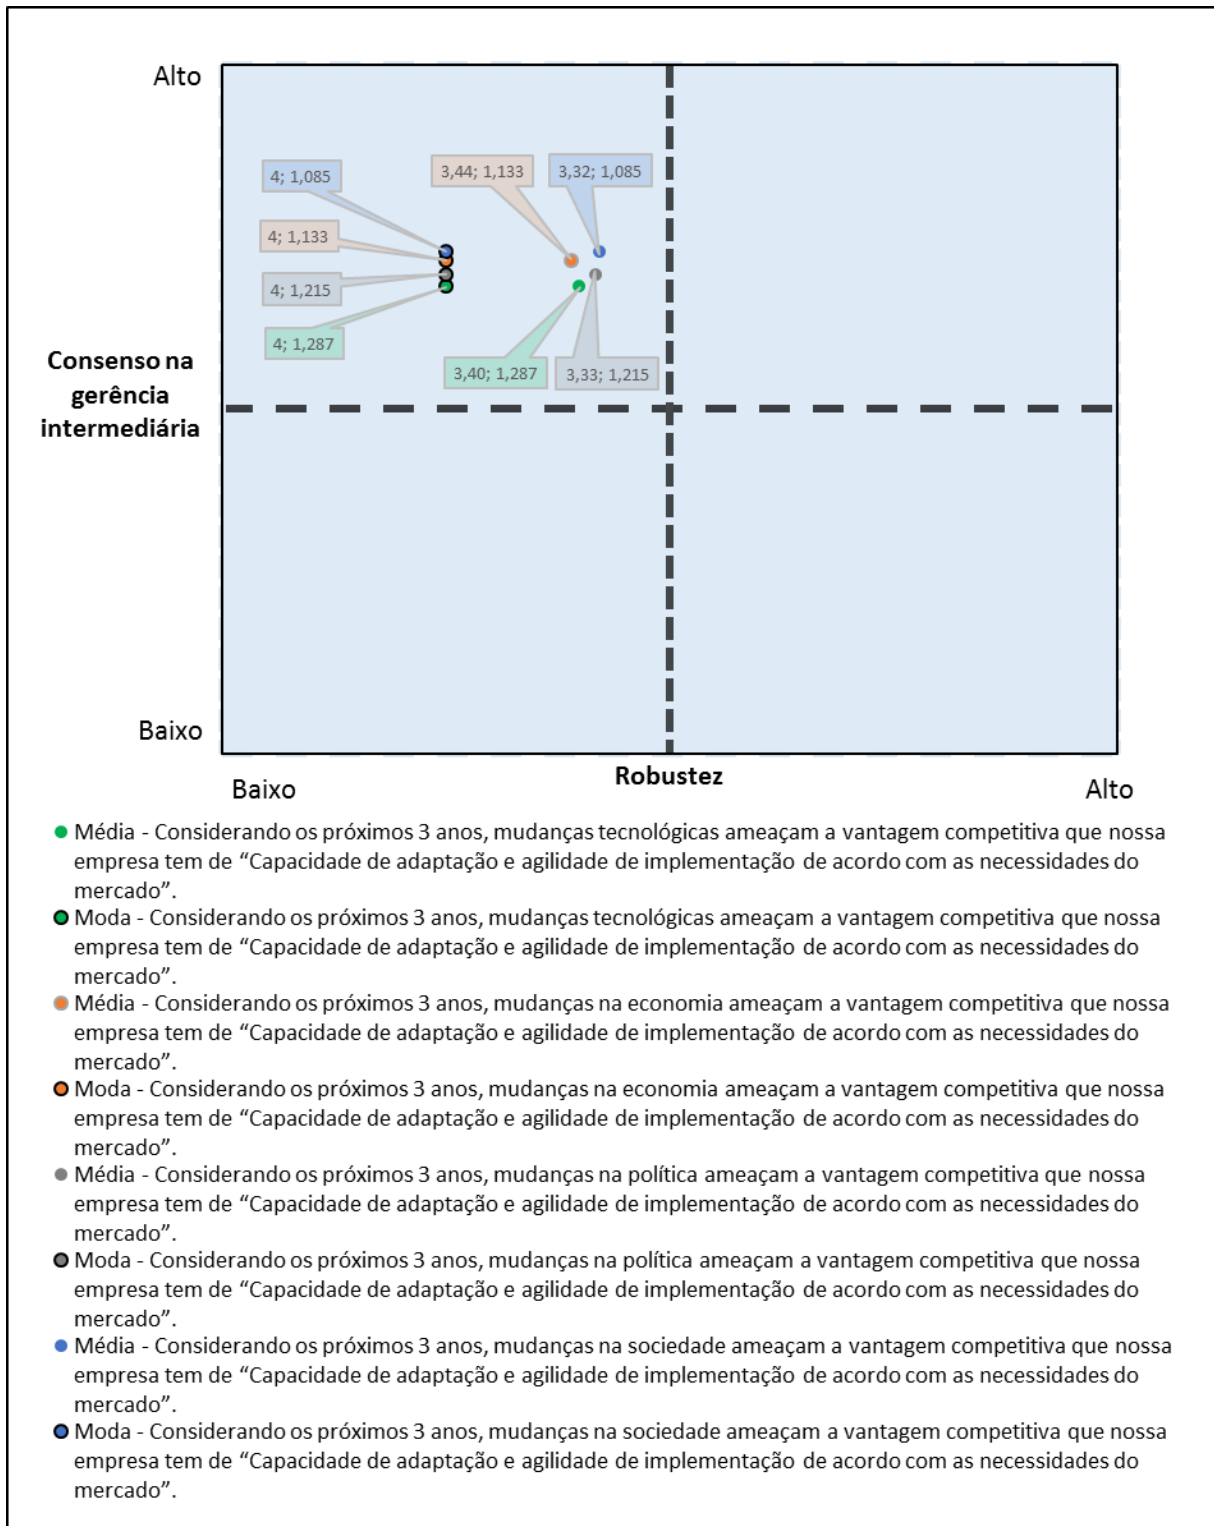 Alto
4; 1,085
3,44; 1,133
3,32; 1,085
4; 1,133
4; 1,215
4; 1,287
3,40; 1,287
3,33; 1,215
Consenso na
gerência
intermediária
Baixo
Baixo
Robustez
Alto
Média - Considerando os próximos 3 anos, mudanças tecnológicas ameaçam a vantagem competitiva que nossa
empresa tem de “Capacidade de adaptação e agilidade de implementação de acordo com as necessidades do
mercado”.
Moda - Considerando os próximos 3 anos, mudanças tecnológicas ameaçam a vantagem competitiva que nossa
empresa tem de “Capacidade de adaptação e agilidade de implementação de acordo com as necessidades do
mercado”.
Média - Considerando os próximos 3 anos, mudanças na economia ameaçam a vantagem competitiva que nossa
empresa tem de “Capacidade de adaptação e agilidade de implementação de acordo com as necessidades do
mercado”.
Moda - Considerando os próximos 3 anos, mudanças na economia ameaçam a vantagem competitiva que nossa
empresa tem de “Capacidade de adaptação e agilidade de implementação de acordo com as necessidades do
mercado”.
Média - Considerando os próximos 3 anos, mudanças na política ameaçam a vantagem competitiva que nossa
empresa tem de “Capacidade de adaptação e agilidade de implementação de acordo com as necessidades do
mercado”.
Moda - Considerando os próximos 3 anos, mudanças na política ameaçam a vantagem competitiva que nossa
empresa tem de “Capacidade de adaptação e agilidade de implementação de acordo com as necessidades do
mercado”.
Média - Considerando os próximos 3 anos, mudanças na sociedade ameaçam a vantagem competitiva que nossa
empresa tem de “Capacidade de adaptação e agilidade de implementação de acordo com as necessidades do
mercado”.
Moda - Considerando os próximos 3 anos, mudanças na sociedade ameaçam a vantagem competitiva que nossa
empresa tem de “Capacidade de adaptação e agilidade de implementação de acordo com as necessidades do
mercado”.